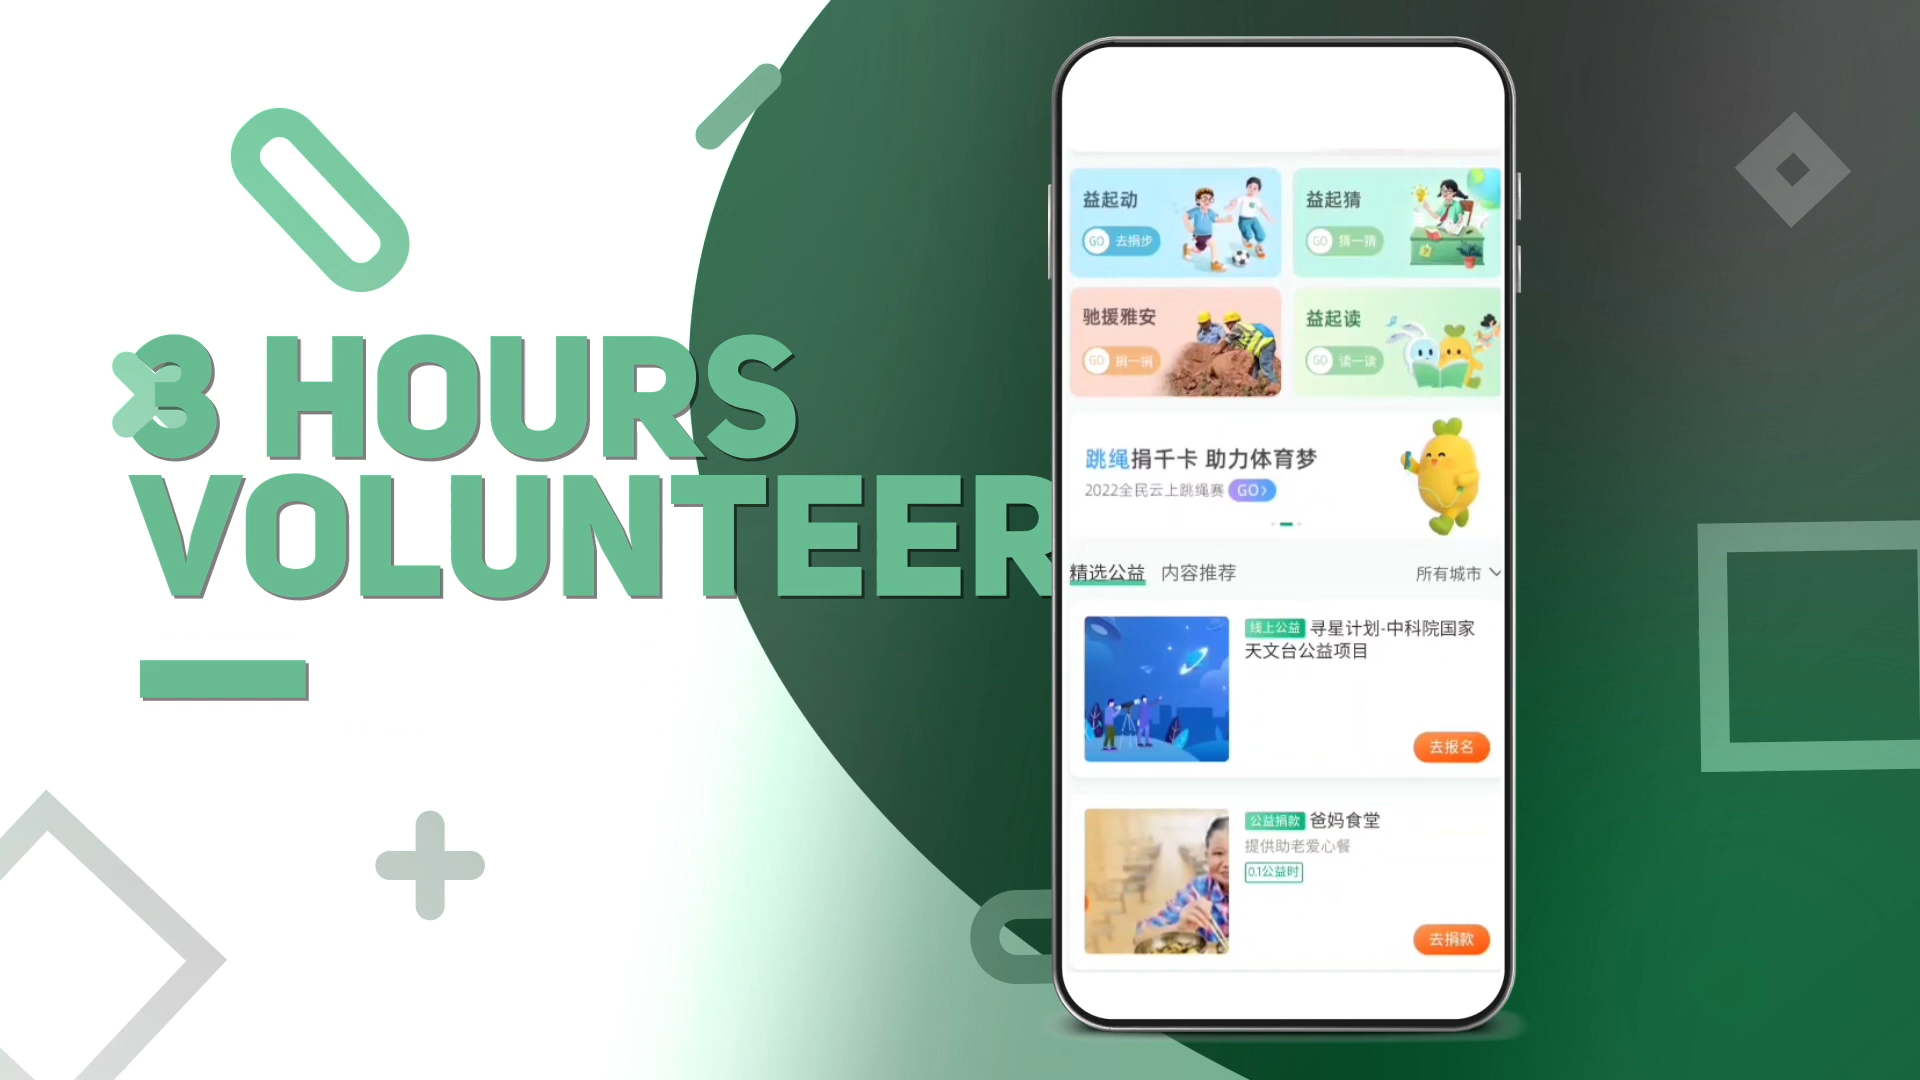 3 HOURS
VOLUNTEER
益起动
GO 去捐步
益起猜
GO 猜一猜
驰援雅安
GO 捐一捐
益起读
GO 读一读
跳绳捐千卡 助力体育梦
2022全民云上跳绳赛 GO>
精选公益 内容推荐 所有城市
线上公益 寻星计划-中科院国家
天文台公益项目
去报名
公益捐款 爸妈食堂
提供助老爱心餐
0.1公益时
去捐款